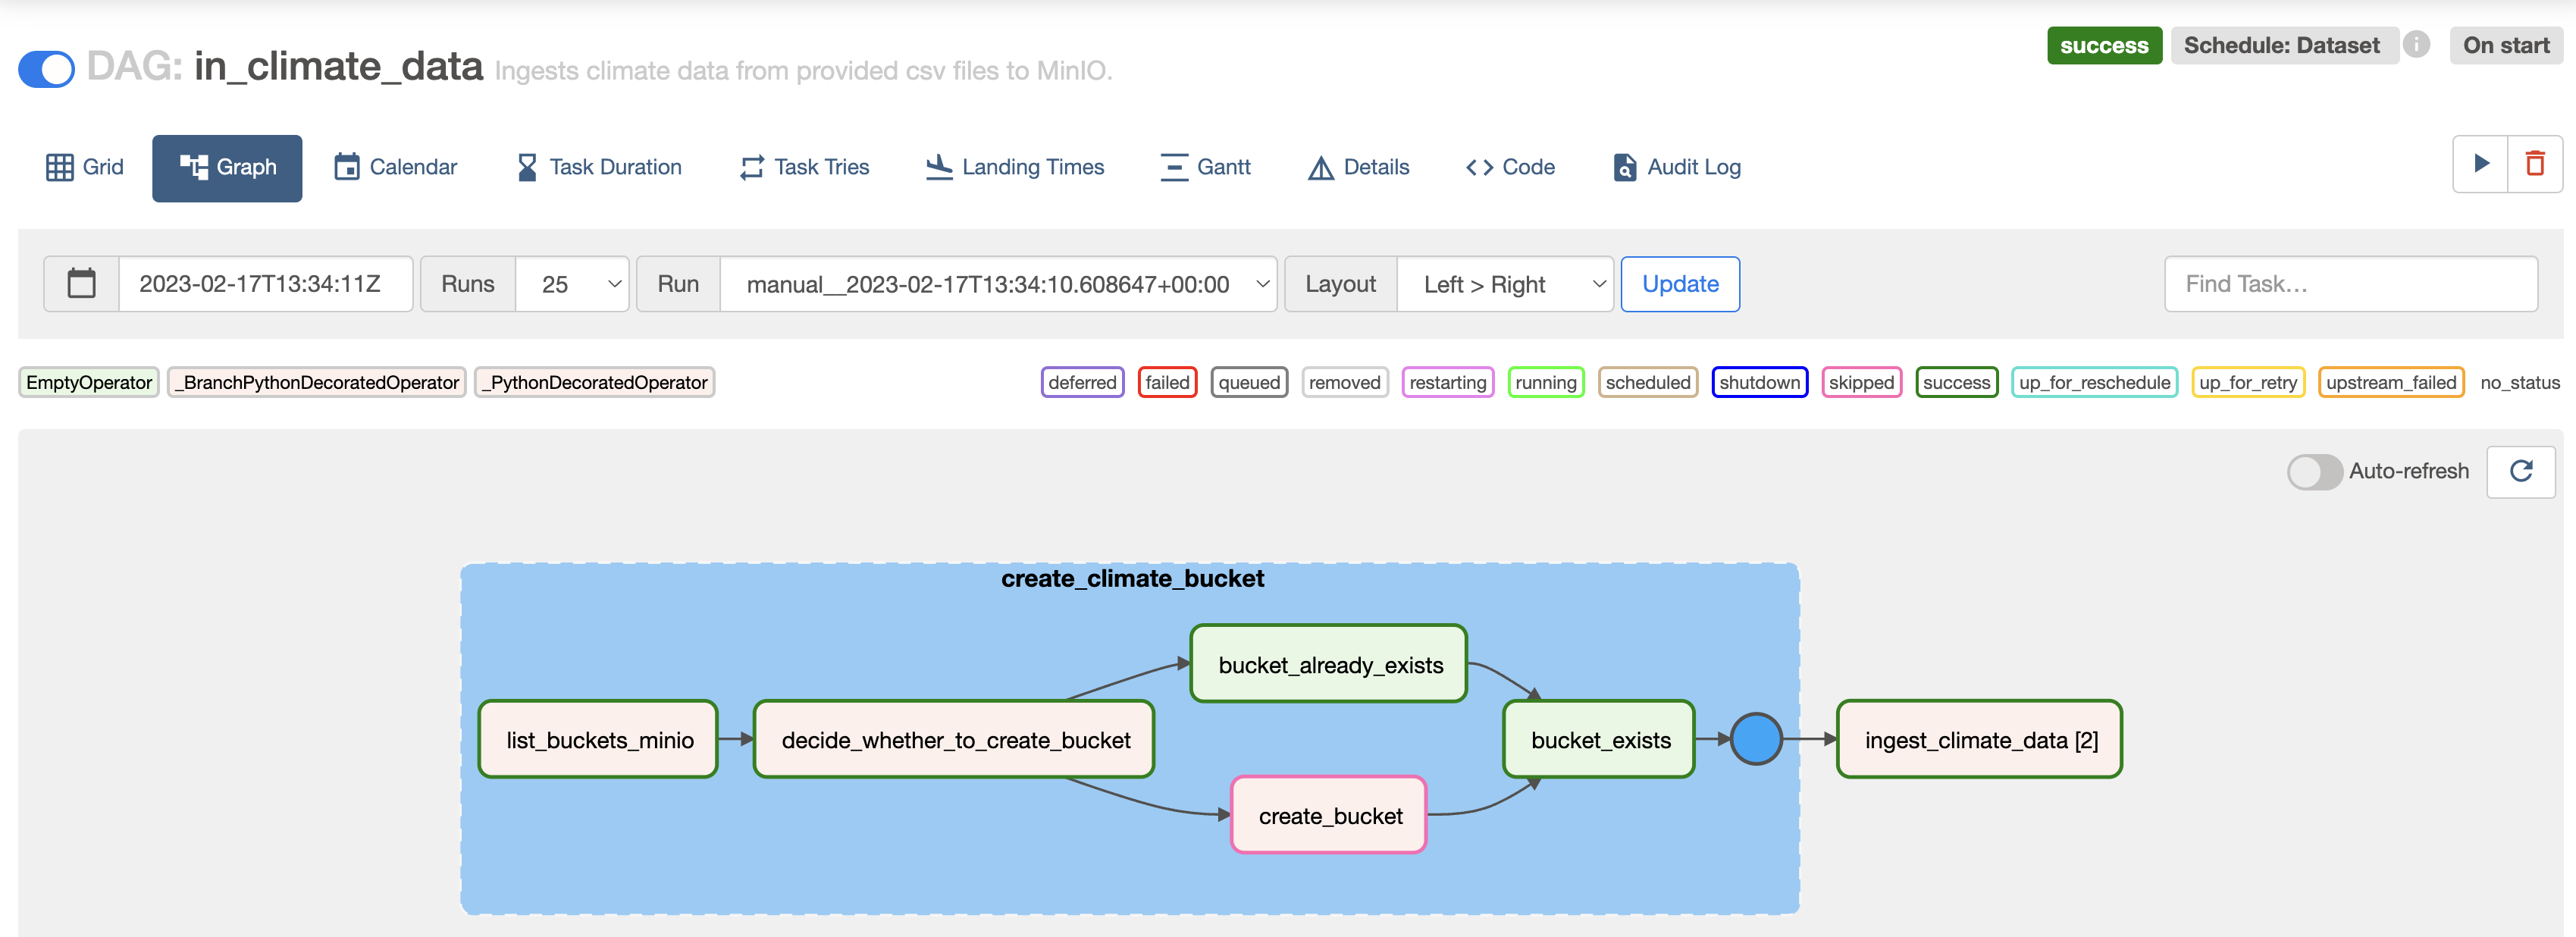 DAG: in_climate_data Ingests climate data from provided csv files to MinIO.
success Schedule: Dataset i On start
Grid Graph Calendar Task Duration Task Tries Landing Times Gantt Details Code Audit Log
2023-02-17T13:34:11Z Runs 25 Run manual__2023-02-17T13:34:10.608647+00:00 Layout Left > Right Update Find Task…
EmptyOperator _BranchPythonDecoratedOperator _PythonDecoratedOperator deferred failed queued removed restarting running scheduled shutdown skipped success up_for_reschedule up_for_retry upstream_failed no_status
Auto-refresh
create_climate_bucket
bucket_already_exists
list_buckets_minio decide_whether_to_create_bucket bucket_exists ingest_climate_data [2]
create_bucket